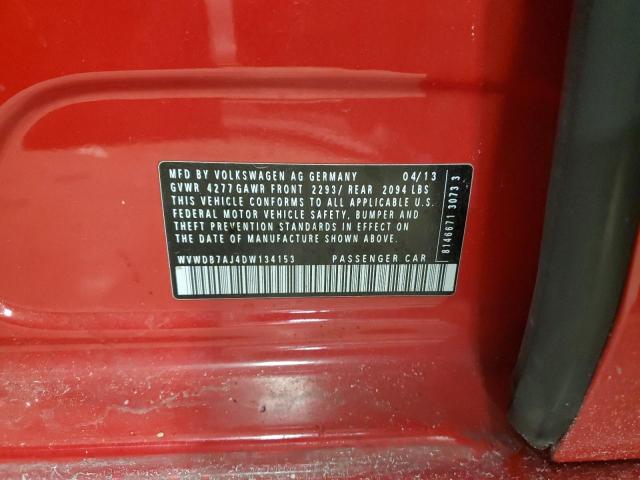 MFD BY VOLKSWAGEN AG GERMANY 04/13
GVWR 4277 GAWR FRONT 2293/ REAR 2094 LBS
THIS VEHICLE CONFORMS TO ALL APPLICABLE U.S.
FEDERAL MOTOR VEHICLE SAFETY, BUMPER AND
THEFT PREVENTION STANDARDS IN EFFECT ON
THE DATE OF MANUFACTURE SHOWN ABOVE.
WVWDB7AJ4DW134153 PASSENGER CAR
8146671 3073 3